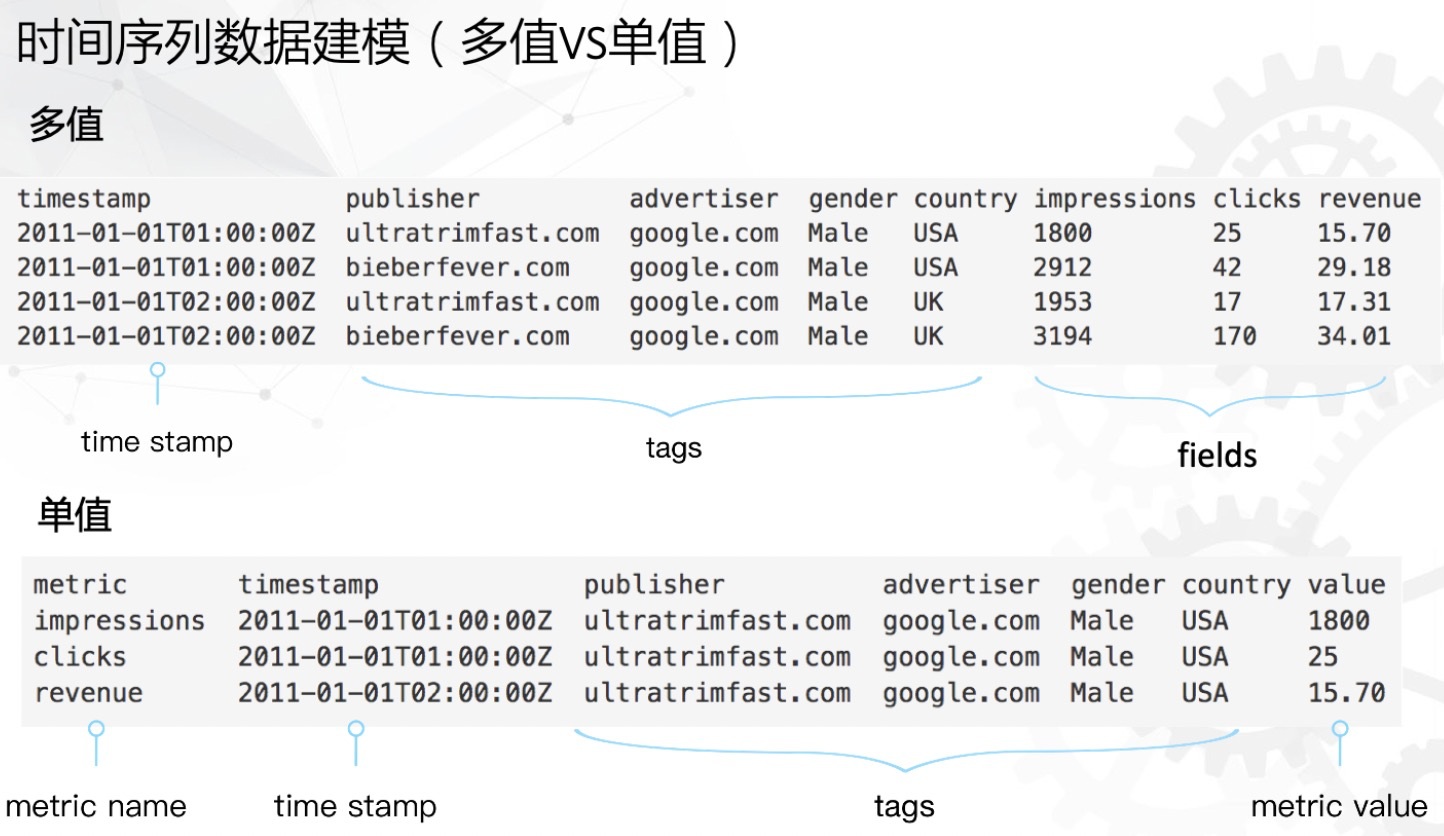 时间序列数据建模（多值VS单值）
多值
timestamp publisher advertiser gender country impressions clicks revenue
2011-01-01T01:00:00Z ultratrimfast.com google.com Male USA 1800 25 15.70
2011-01-01T01:00:00Z bieberfever.com google.com Male USA 2912 42 29.18
2011-01-01T02:00:00Z ultratrimfast.com google.com Male UK 1953 17 17.31
2011-01-01T02:00:00Z bieberfever.com google.com Male UK 3194 170 34.01
time stamp tags fields
单值
metric timestamp publisher advertiser gender country value
impressions 2011-01-01T01:00:00Z ultratrimfast.com google.com Male USA 1800
clicks 2011-01-01T01:00:00Z ultratrimfast.com google.com Male USA 25
revenue 2011-01-01T02:00:00Z ultratrimfast.com google.com Male USA 15.70
metric name time stamp tags metric value